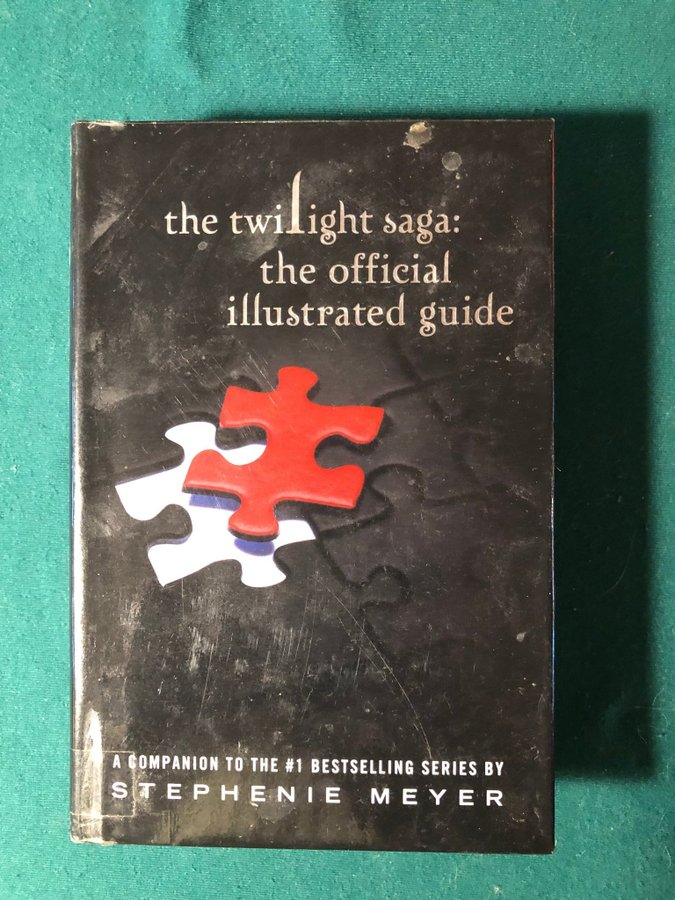 the twilight saga:
the official
illustrated guide
A COMPANION TO THE #1 BESTSELLING SERIES BY
STEPHENIE MEYER